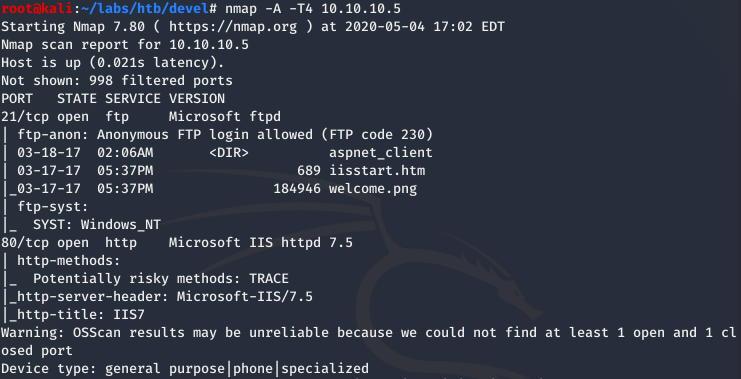 root@kali:~/labs/htb/devel# nmap -A -T4 10.10.10.5
Starting Nmap 7.80 ( https://nmap.org ) at 2020-05-04 17:02 EDT
Nmap scan report for 10.10.10.5
Host is up (0.021s latency).
Not shown: 998 filtered ports
PORT   STATE SERVICE VERSION
21/tcp open  ftp     Microsoft ftpd
| ftp-anon: Anonymous FTP login allowed (FTP code 230)
| 03-18-17  02:06AM       <DIR>          aspnet_client
| 03-17-17  05:37PM                  689 iisstart.htm
|_03-17-17  05:37PM               184946 welcome.png
| ftp-syst:
|_  SYST: Windows_NT
80/tcp open  http    Microsoft IIS httpd 7.5
| http-methods:
|_  Potentially risky methods: TRACE
|_http-server-header: Microsoft-IIS/7.5
|_http-title: IIS7
Warning: OSScan results may be unreliable because we could not find at least 1 open and 1 cl
osed port
Device type: general purpose|phone|specialized